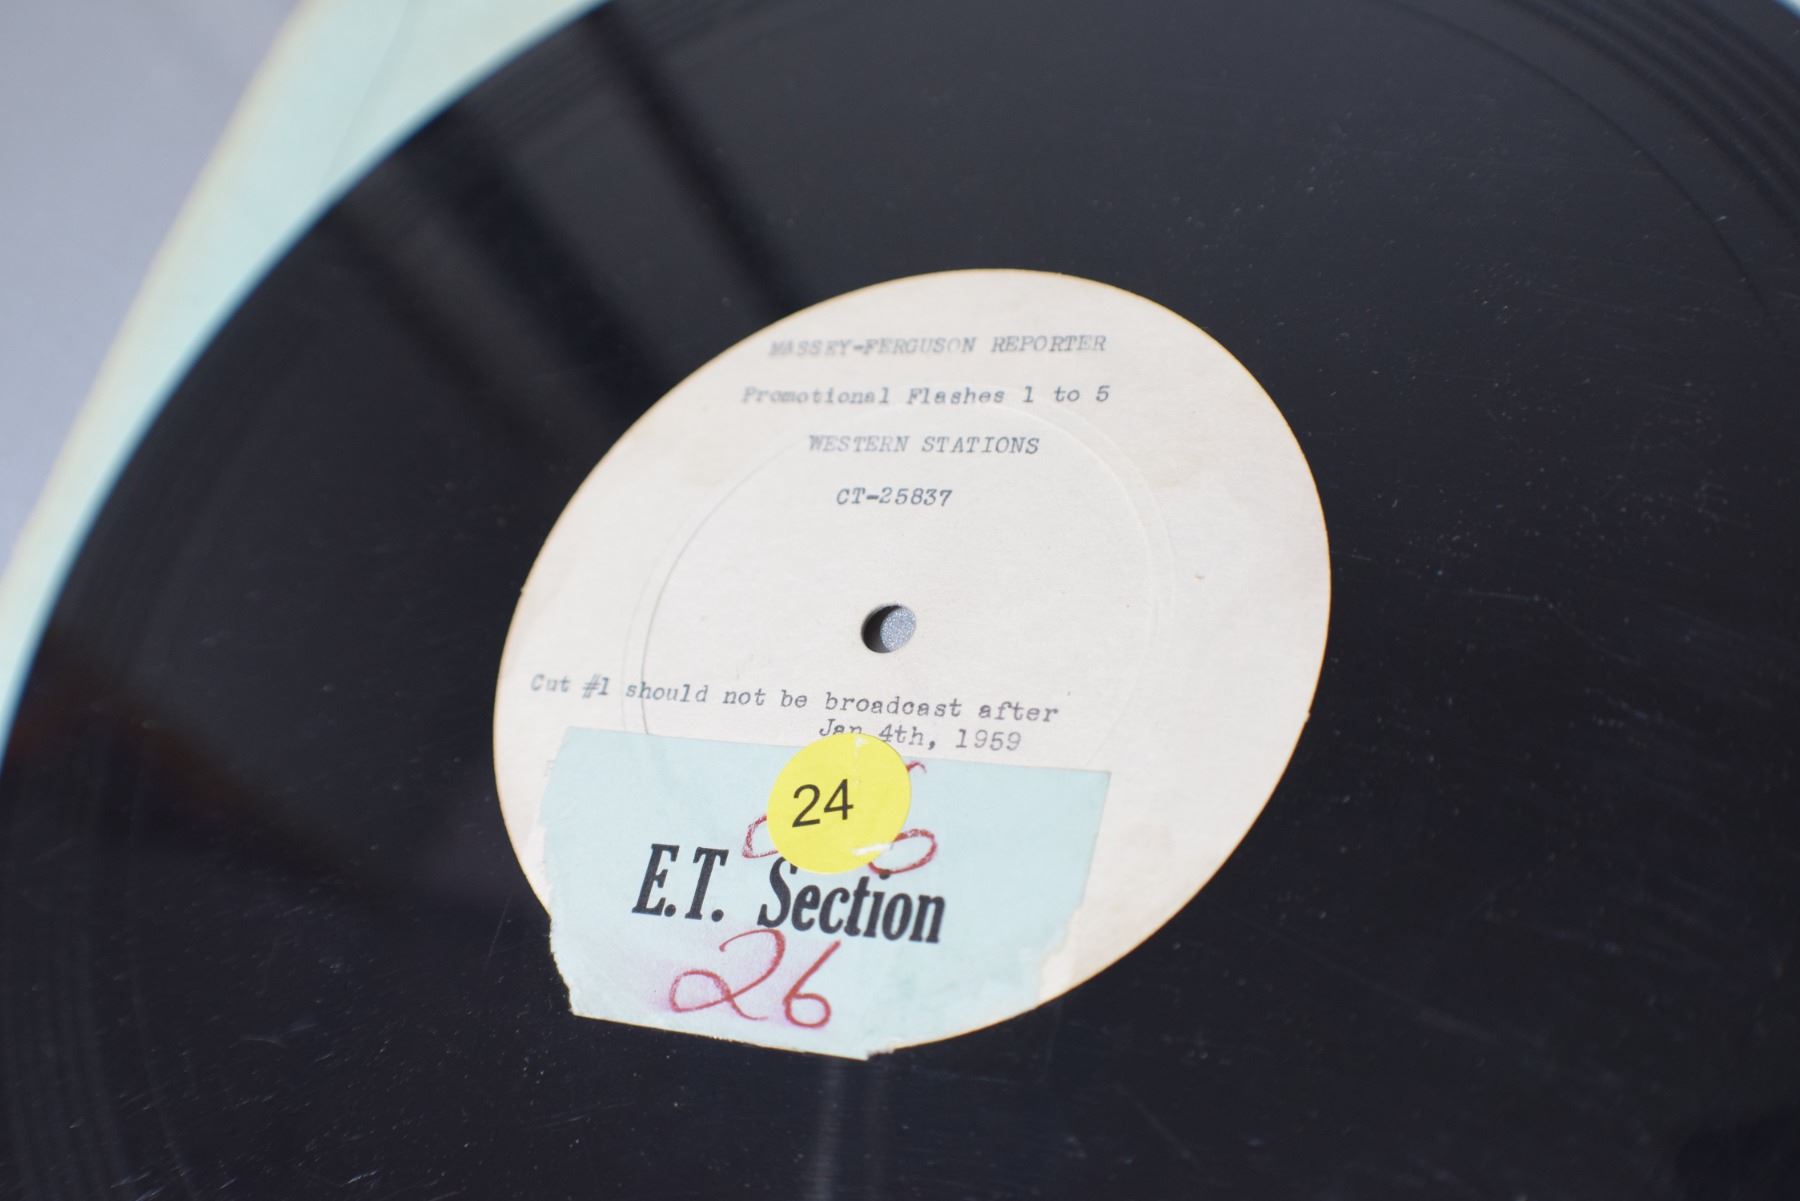 MASSEY-FERGUSON REPORTER
Promotional Flashes 1 to 5
WESTERN STATIONS
CT-25837
Cut #1 should not be broadcast after
Jan 4th, 1959
24
E.T. Section
26